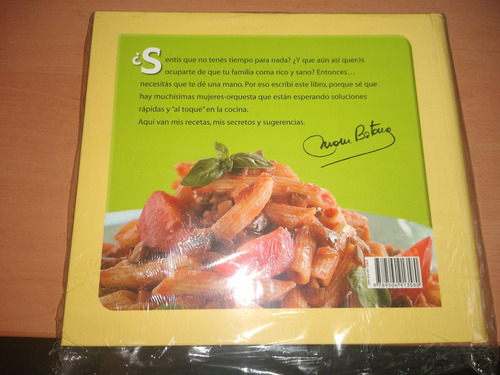 ¿Sentís que no tenés tiempo para nada? ¿Y que aún así querés
ocuparte de que tu familia coma rico y sano? Entonces...
necesitás que te dé una mano. Por eso escribí este libro, porque sé que
hay muchísimas mujeres-orquesta que están esperando soluciones
rápidas y "al toque" en la cocina.
Aquí van mis recetas, mis secretos y sugerencias.